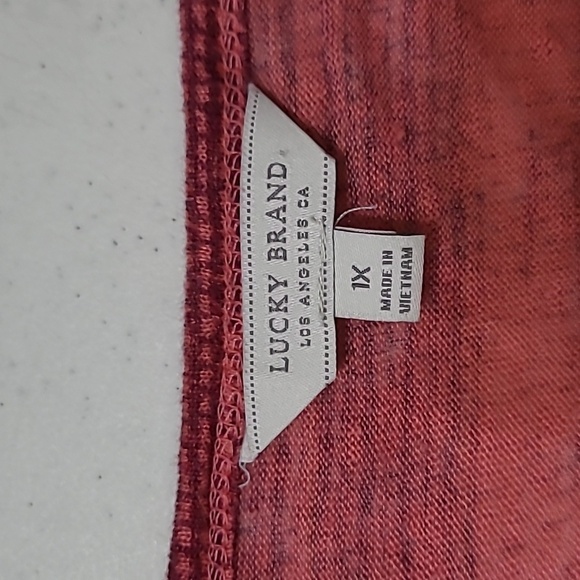 LUCKY BRAND
LOS ANGELES CA
1X
MADE IN
VIETNAM